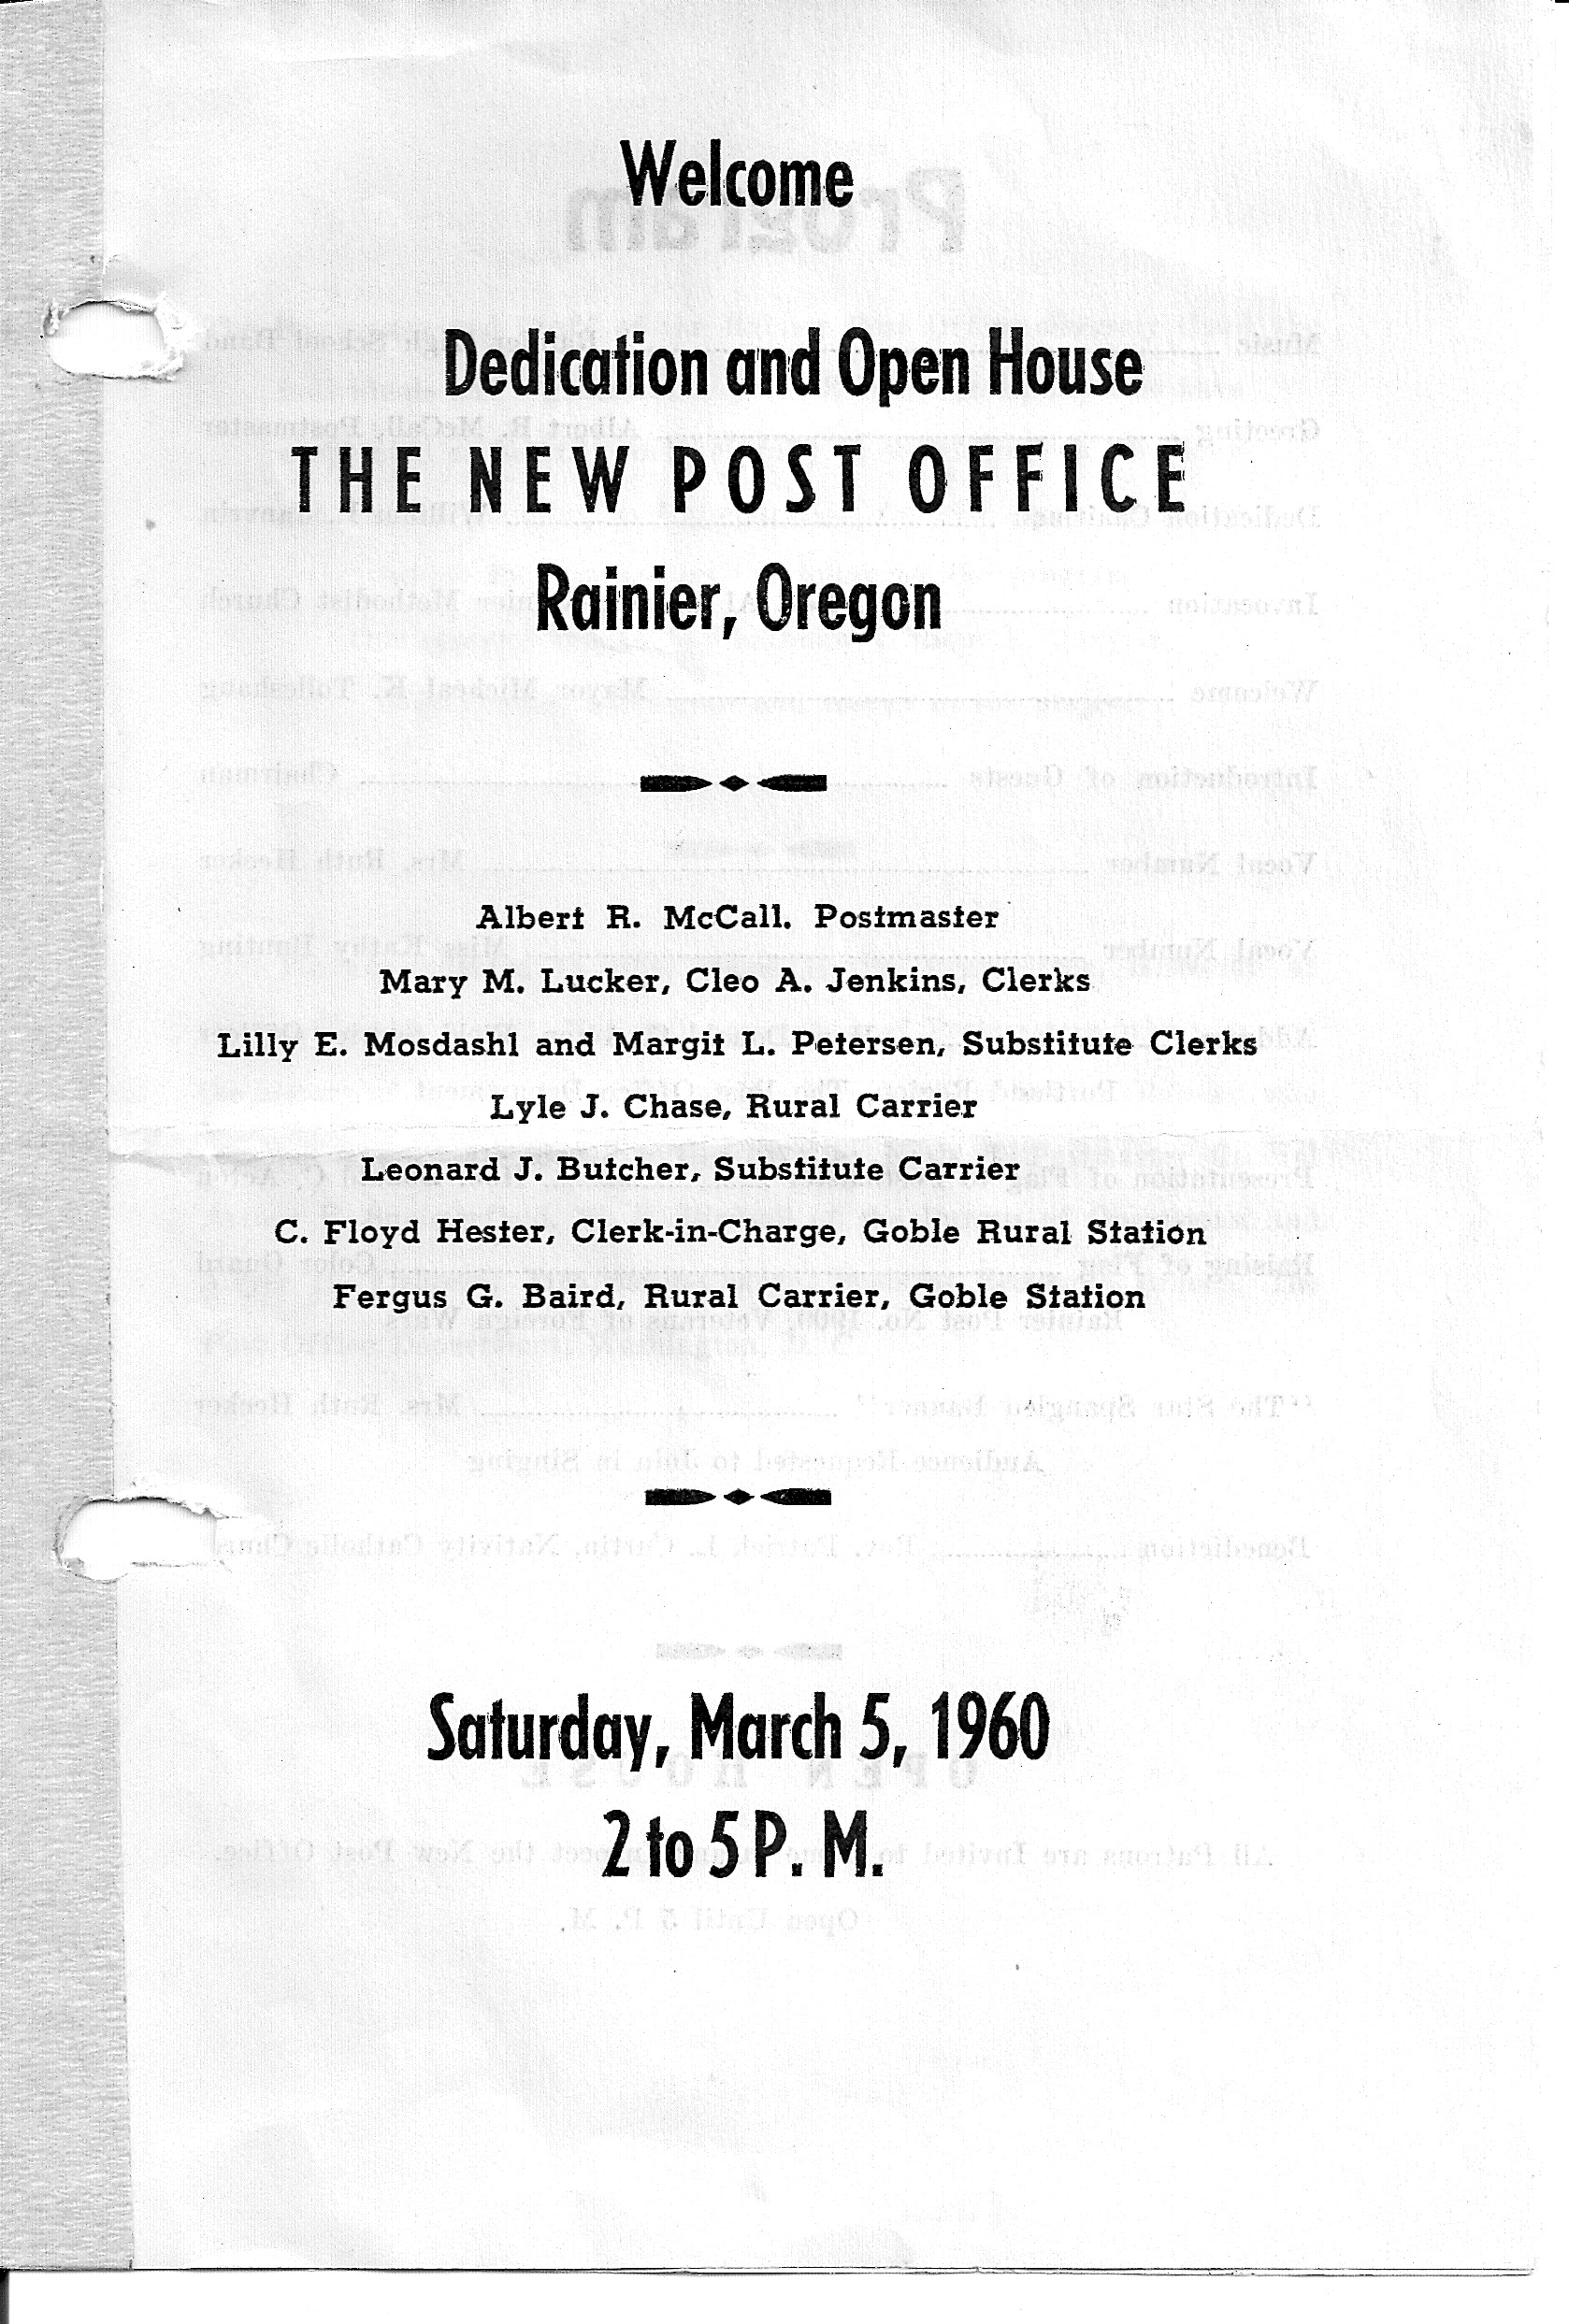 Welcome
Dedication and Open House
THE NEW POST OFFICE
Rainier, Oregon
Albert R. McCall. Postmaster
Mary M. Lucker, Cleo A. Jenkins, Clerks
Lilly E. Mosdashl and Margit L. Petersen, Substitute Clerks
Lyle J. Chase, Rural Carrier
Leonard J. Butcher, Substitute Carrier
C. Floyd Hester, Clerk-in-Charge, Goble Rural Station
Fergus G. Baird, Rural Carrier, Goble Station
Saturday, March 5, 1960
2 to 5 P. M.